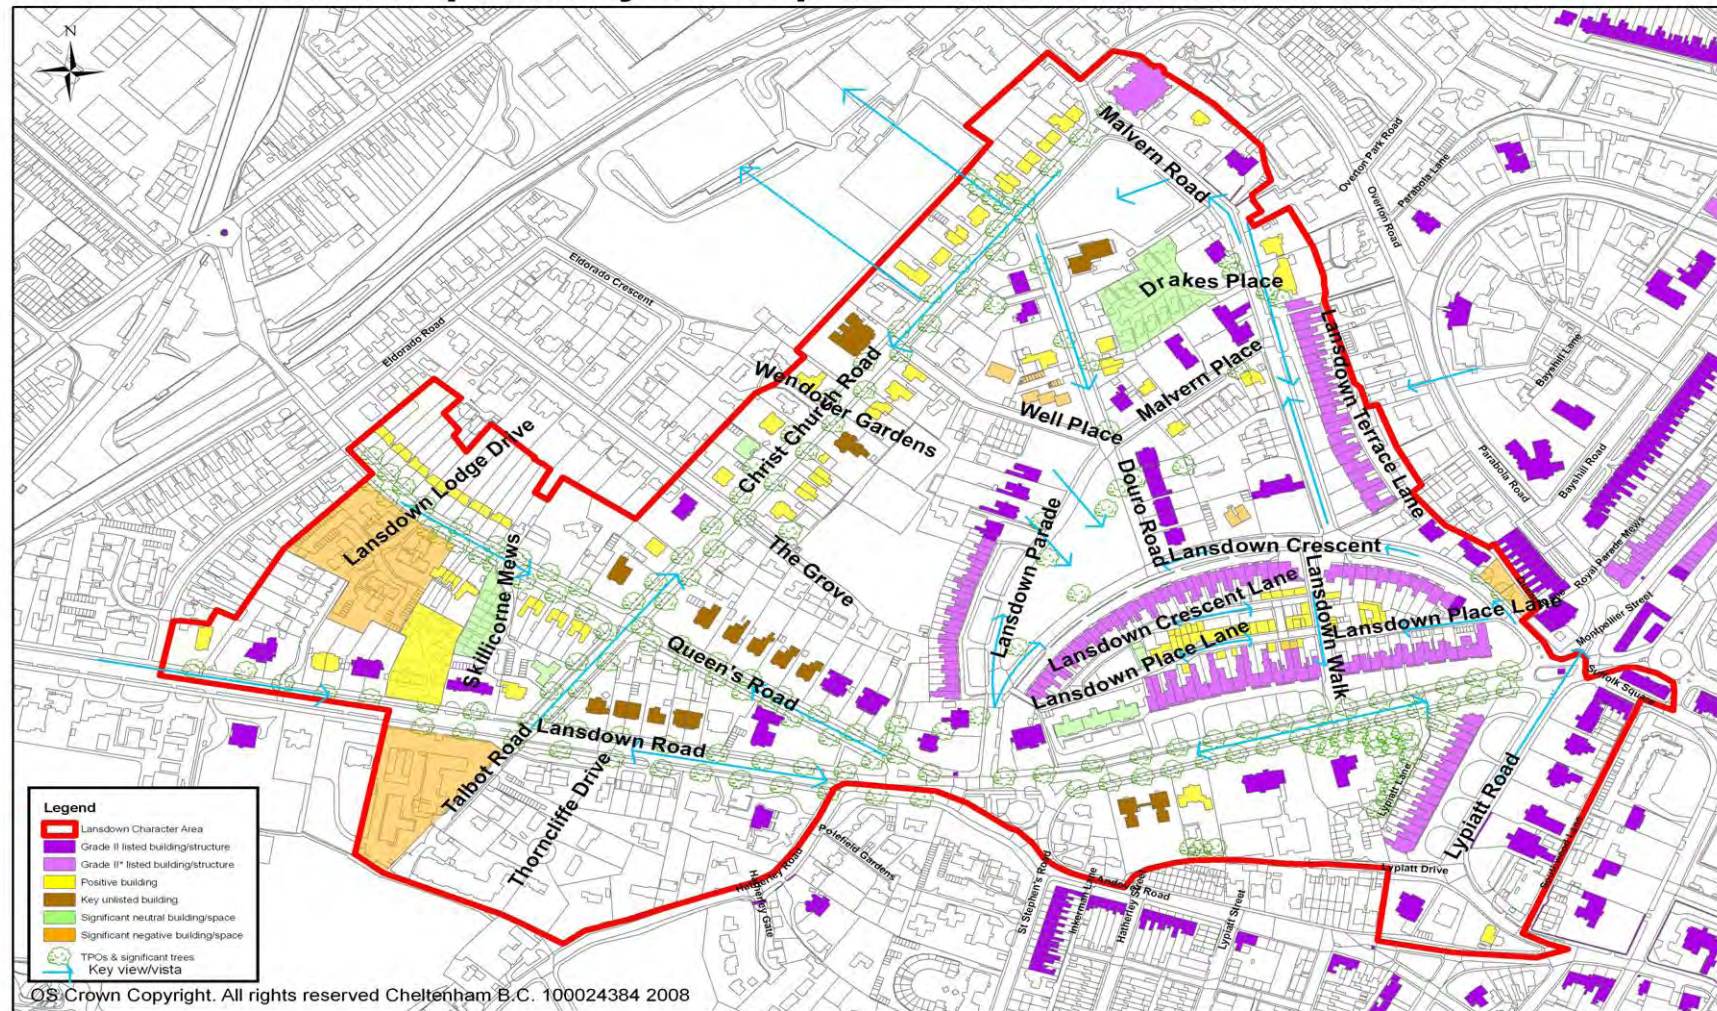 N
Malvern Road
Overton Park Road
Parabola Lane
Overton Road
Eldorado Crescent
Eldorado Road
Drakes Place
Lansdown Terrace Lane
Bayshill Lane
Christ Church Road
Wendover Gardens
Malvern Place
Well Place
Parabola Road
Bayshill Road
Lansdown Lodge Drive
Douro Road
Lansdown Parade
Lansdown Crescent
Royal Parade Mews
Skillicorne Mews
The Grove
Lansdown Crescent Lane
Lansdown Walk
Lansdown Place Lane
Lansdown Place Lane
Montpellier Street
Suffolk Square
Queen's Road
Lansdown Road
Talbot Road
Thorncliffe Drive
Lypiatt Lane
Lypiatt Road
Polefield Gardens
Hatherley Road
Hatherley Gate
St Stephen's Road
Inkerman Lane
Andover Road
Hatherley Street
Lypiatt Street
Lypiatt Drive
Legend
Lansdown Character Area
Grade II listed building/structure
Grade II* listed building/structure
Positive building
Key unlisted building
Significant neutral building/space
Significant negative building/space
TPOs & significant trees
Key view/vista
OS Crown Copyright. All rights reserved Cheltenham B.C. 100024384 2008